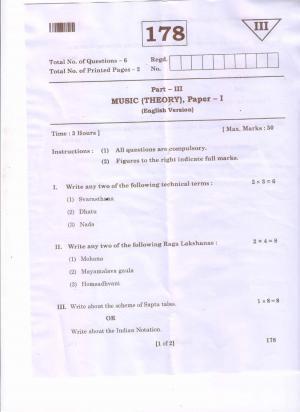 III
178
Total No. of Questions – 6
Regd.
Total No. of Printed Pages – 2
No.
Part – III
MUSIC (THEORY), Paper – I
(English Version)
Time : 3 Hours ]
[ Max. Marks : 50
Instructions : (1) All questions are compulsory.
(2) Figures to the right indicate full marks.
I. Write any two of the following technical terms : 2 × 3 = 6
(1) Svarasthana
(2) Dhatu
(3) Nada
II. Write any two of the following Raga Lakshanas : 2 × 4 = 8
(1) Mohana
(2) Mayamalava gaula
(3) Hamsadhvani
III. Write about the scheme of Sapta talas. 1 × 8 = 8
OR
Write about the Indian Notation.
[1 of 2]
178